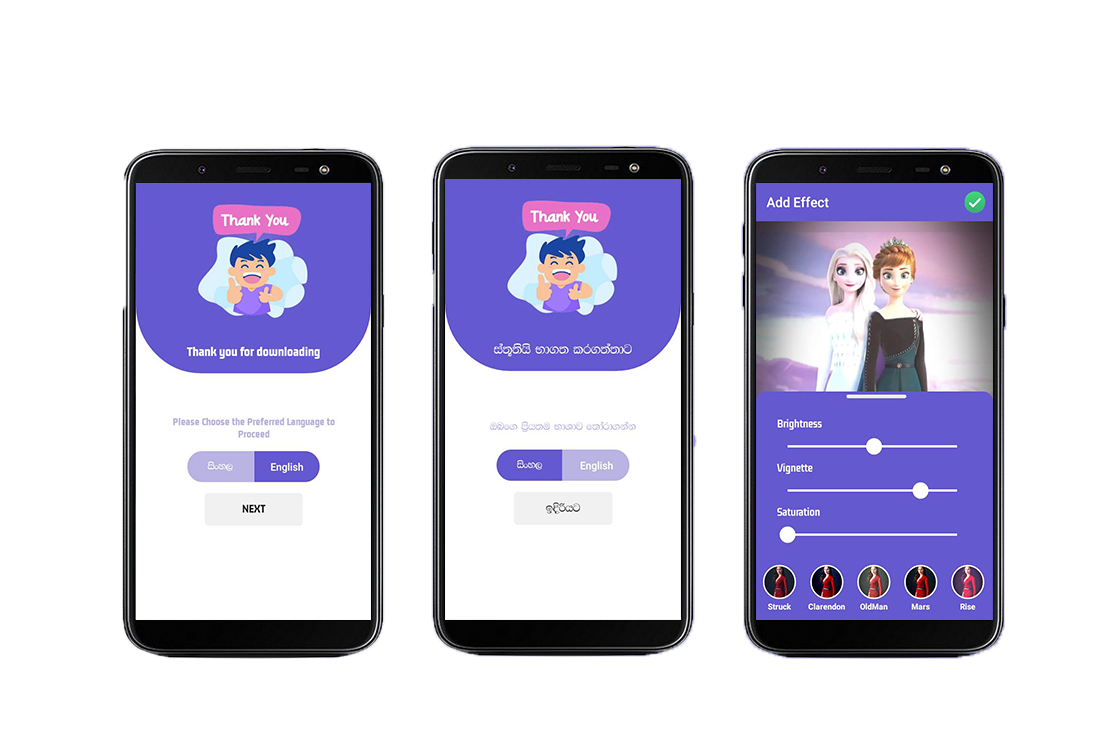 Thank You
Thank you for downloading
Please Choose the Preferred Language to
Proceed
සිංහල
English
NEXT
Thank You
ස්තූතියි භාගත කරගත්තාට
ඔබගෙ ප්‍රියතම භාශාව තෝරාගන්න
සිංහල
English
ඉදිරියට
Add Effect
Brightness
Vignette
Saturation
Struck
Clarendon
OldMan
Mars
Rise